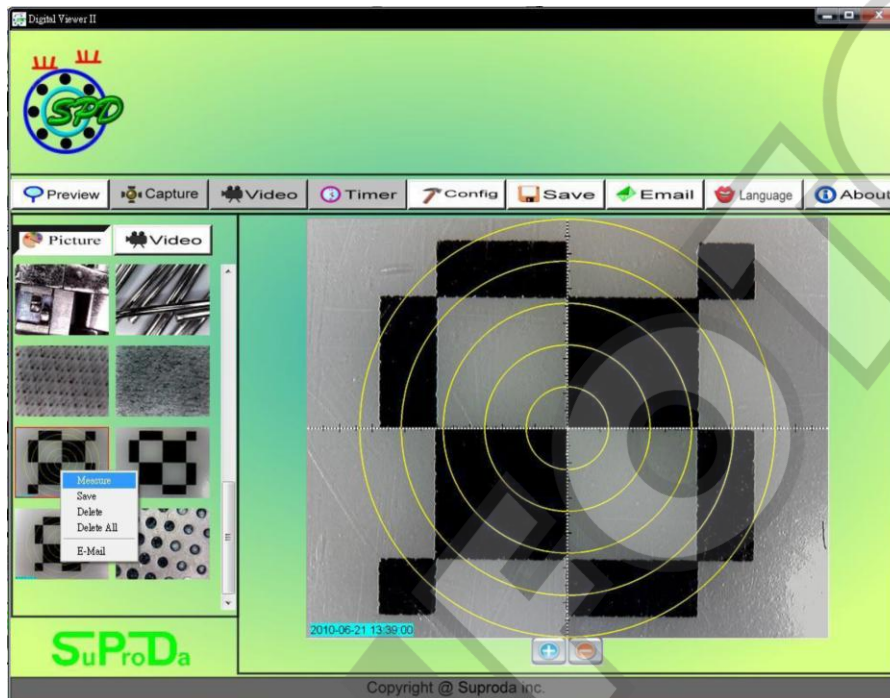 Digital Viewer II
SPD
Preview
Capture
Video
Timer
Config
Save
Email
Language
About
Picture
Video
Measure
Save
Delete
Delete All
E-Mail
2010-06-21 13:39:00
SuProDa
Copyright @ Suproda inc.